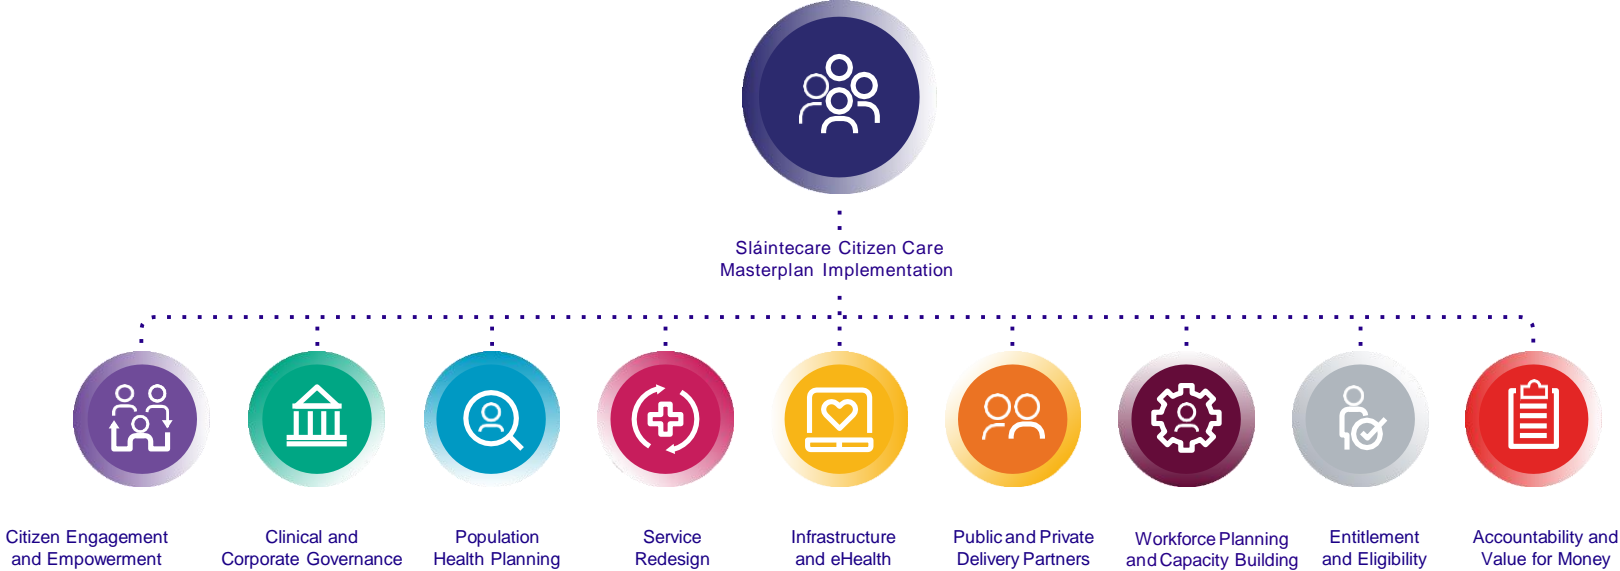 Sláintecare Citizen Care
Masterplan Implementation
Citizen Engagement
and Empowerment
Clinical and
Corporate Governance
Population
Health Planning
Service
Redesign
Infrastructure
and eHealth
Public and Private
Delivery Partners
Workforce Planning
and Capacity Building
Entitlement
and Eligibility
Accountability and
Value for Money